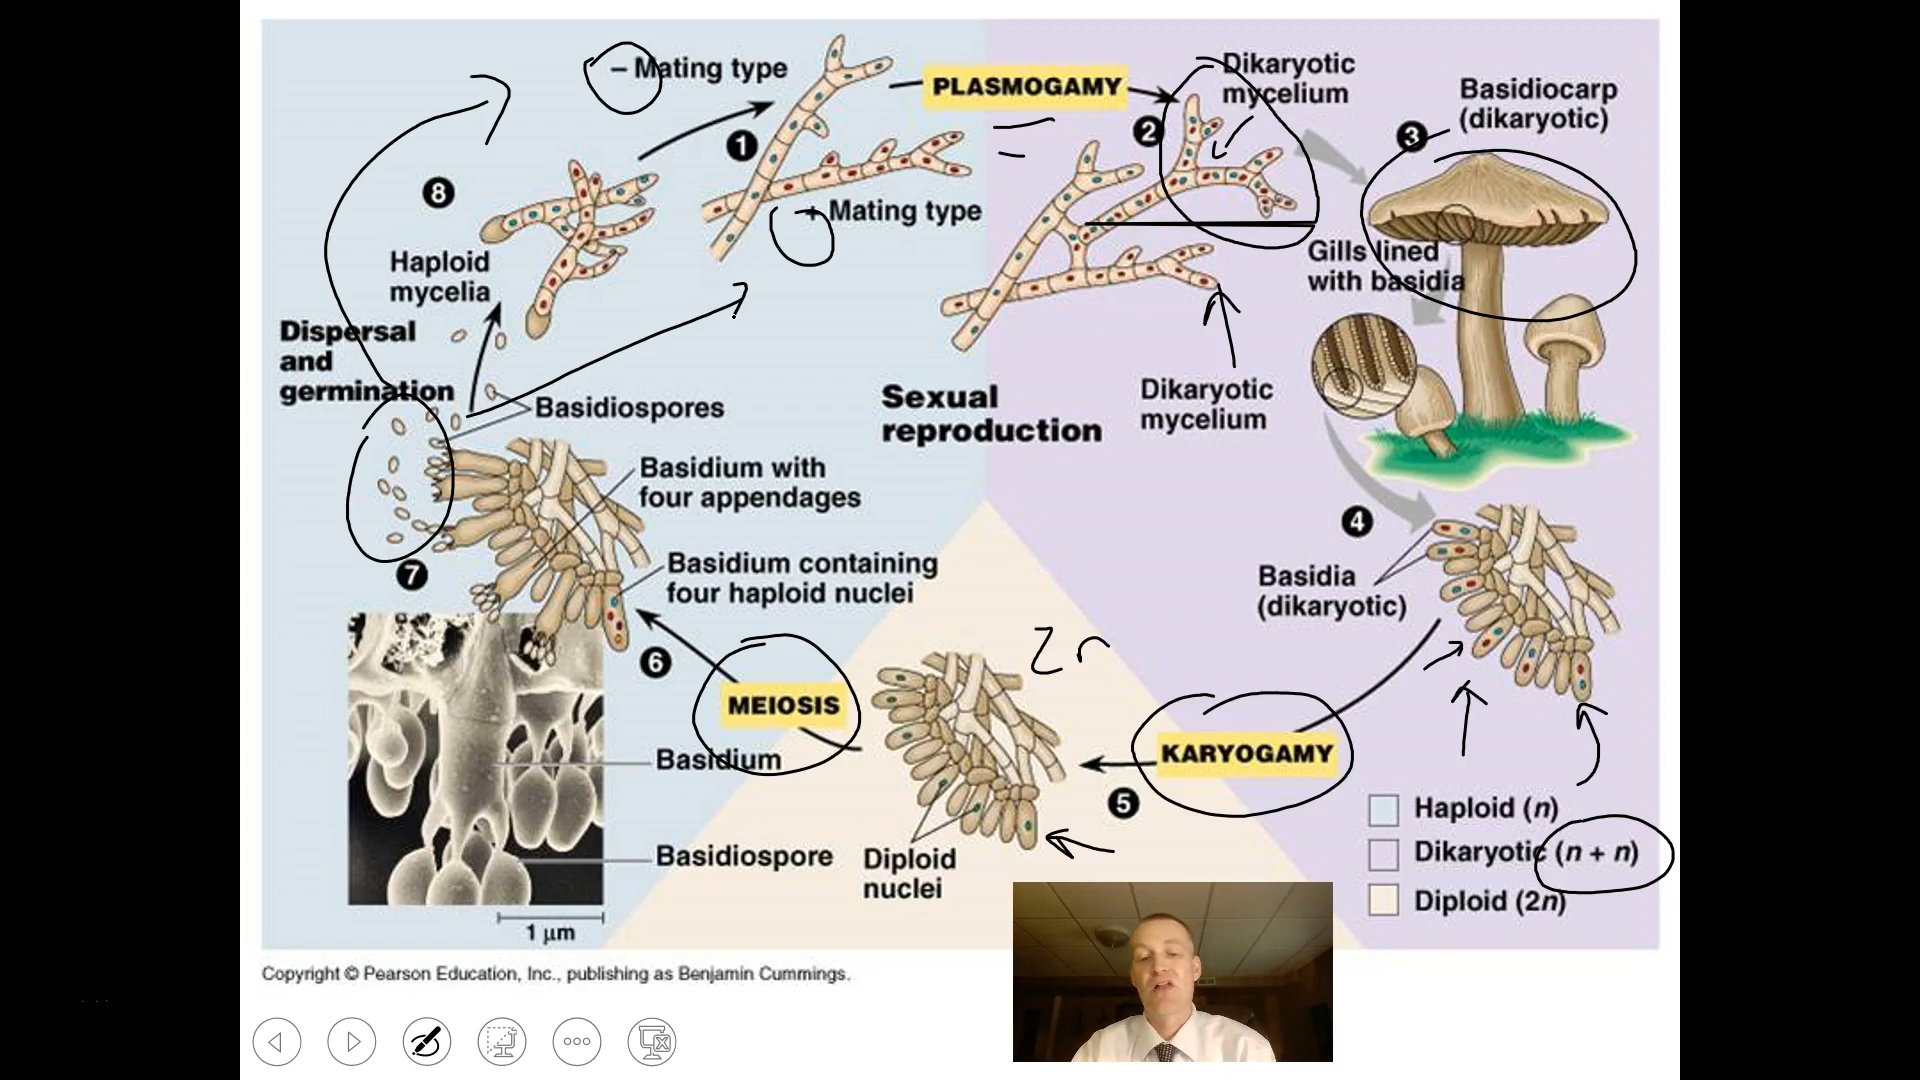 – Mating type
PLASMOGAMY
Dikaryotic
mycelium
Basidiocarp
(dikaryotic)
1
2
3
8
+ Mating type
Haploid
mycelia
Gills lined
with basidia
Dispersal
and
germination
Basidiospores
Sexual
reproduction
Dikaryotic
mycelium
Basidium with
four appendages
4
Basidium containing
four haploid nuclei
7
Basidia
(dikaryotic)
2n
6
MEIOSIS
KARYOGAMY
Basidium
5
Haploid (n)
Dikaryotic (n + n)
Diploid (2n)
Basidiospore
Diploid
nuclei
1 μm
Copyright © Pearson Education, Inc., publishing as Benjamin Cummings.